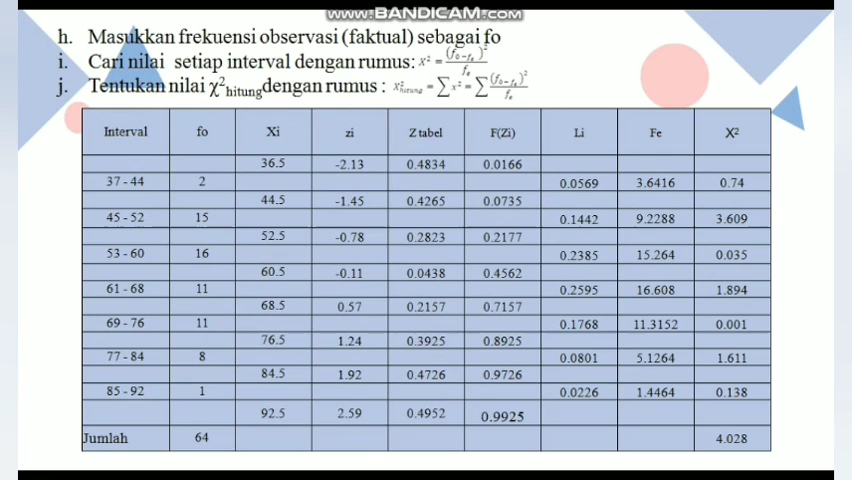 www.BANDICAM.com
h. Masukkan frekuensi observasi (faktual) sebagai fo
i. Cari nilai setiap interval dengan rumus: x² = (f₀−fₑ)² / fₑ
j. Tentukan nilai χ²hitung dengan rumus : x²hitung = ∑x² = ∑ (f₀−fₑ)² / fₑ
Interval fo Xi zi Z tabel F(Zi) Li Fe X²
36.5 -2.13 0.4834 0.0166
37 - 44 2 0.0569 3.6416 0.74
44.5 -1.45 0.4265 0.0735
45 - 52 15 0.1442 9.2288 3.609
52.5 -0.78 0.2823 0.2177
53 - 60 16 0.2385 15.264 0.035
60.5 -0.11 0.0438 0.4562
61 - 68 11 0.2595 16.608 1.894
68.5 0.57 0.2157 0.7157
69 - 76 11 0.1768 11.3152 0.001
76.5 1.24 0.3925 0.8925
77 - 84 8 0.0801 5.1264 1.611
84.5 1.92 0.4726 0.9726
85 - 92 1 0.0226 1.4464 0.138
92.5 2.59 0.4952 0.9925
Jumlah 64 4.028